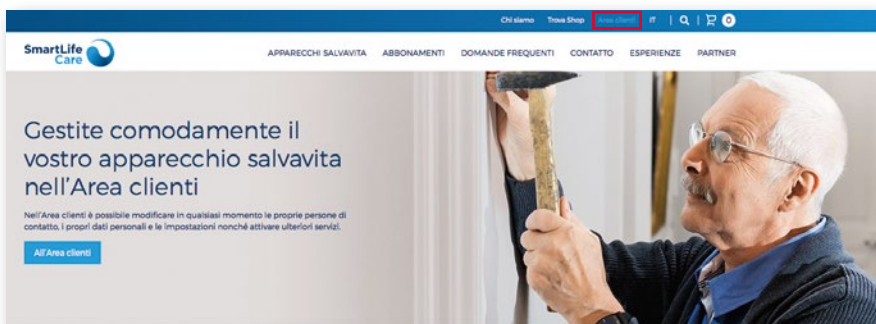 Chi siamo Trova Shop Area clienti IT 0
SmartLife
Care
APPARECCHI SALVAVITA ABBONAMENTI DOMANDE FREQUENTI CONTATTO ESPERIENZE PARTNER
Gestite comodamente il
vostro apparecchio salvavita
nell'Area clienti
Nell'Area clienti è possibile modificare in qualsiasi momento le proprie persone di
contatto, i propri dati personali e le impostazioni nonché attivare ulteriori servizi.
All'Area clienti